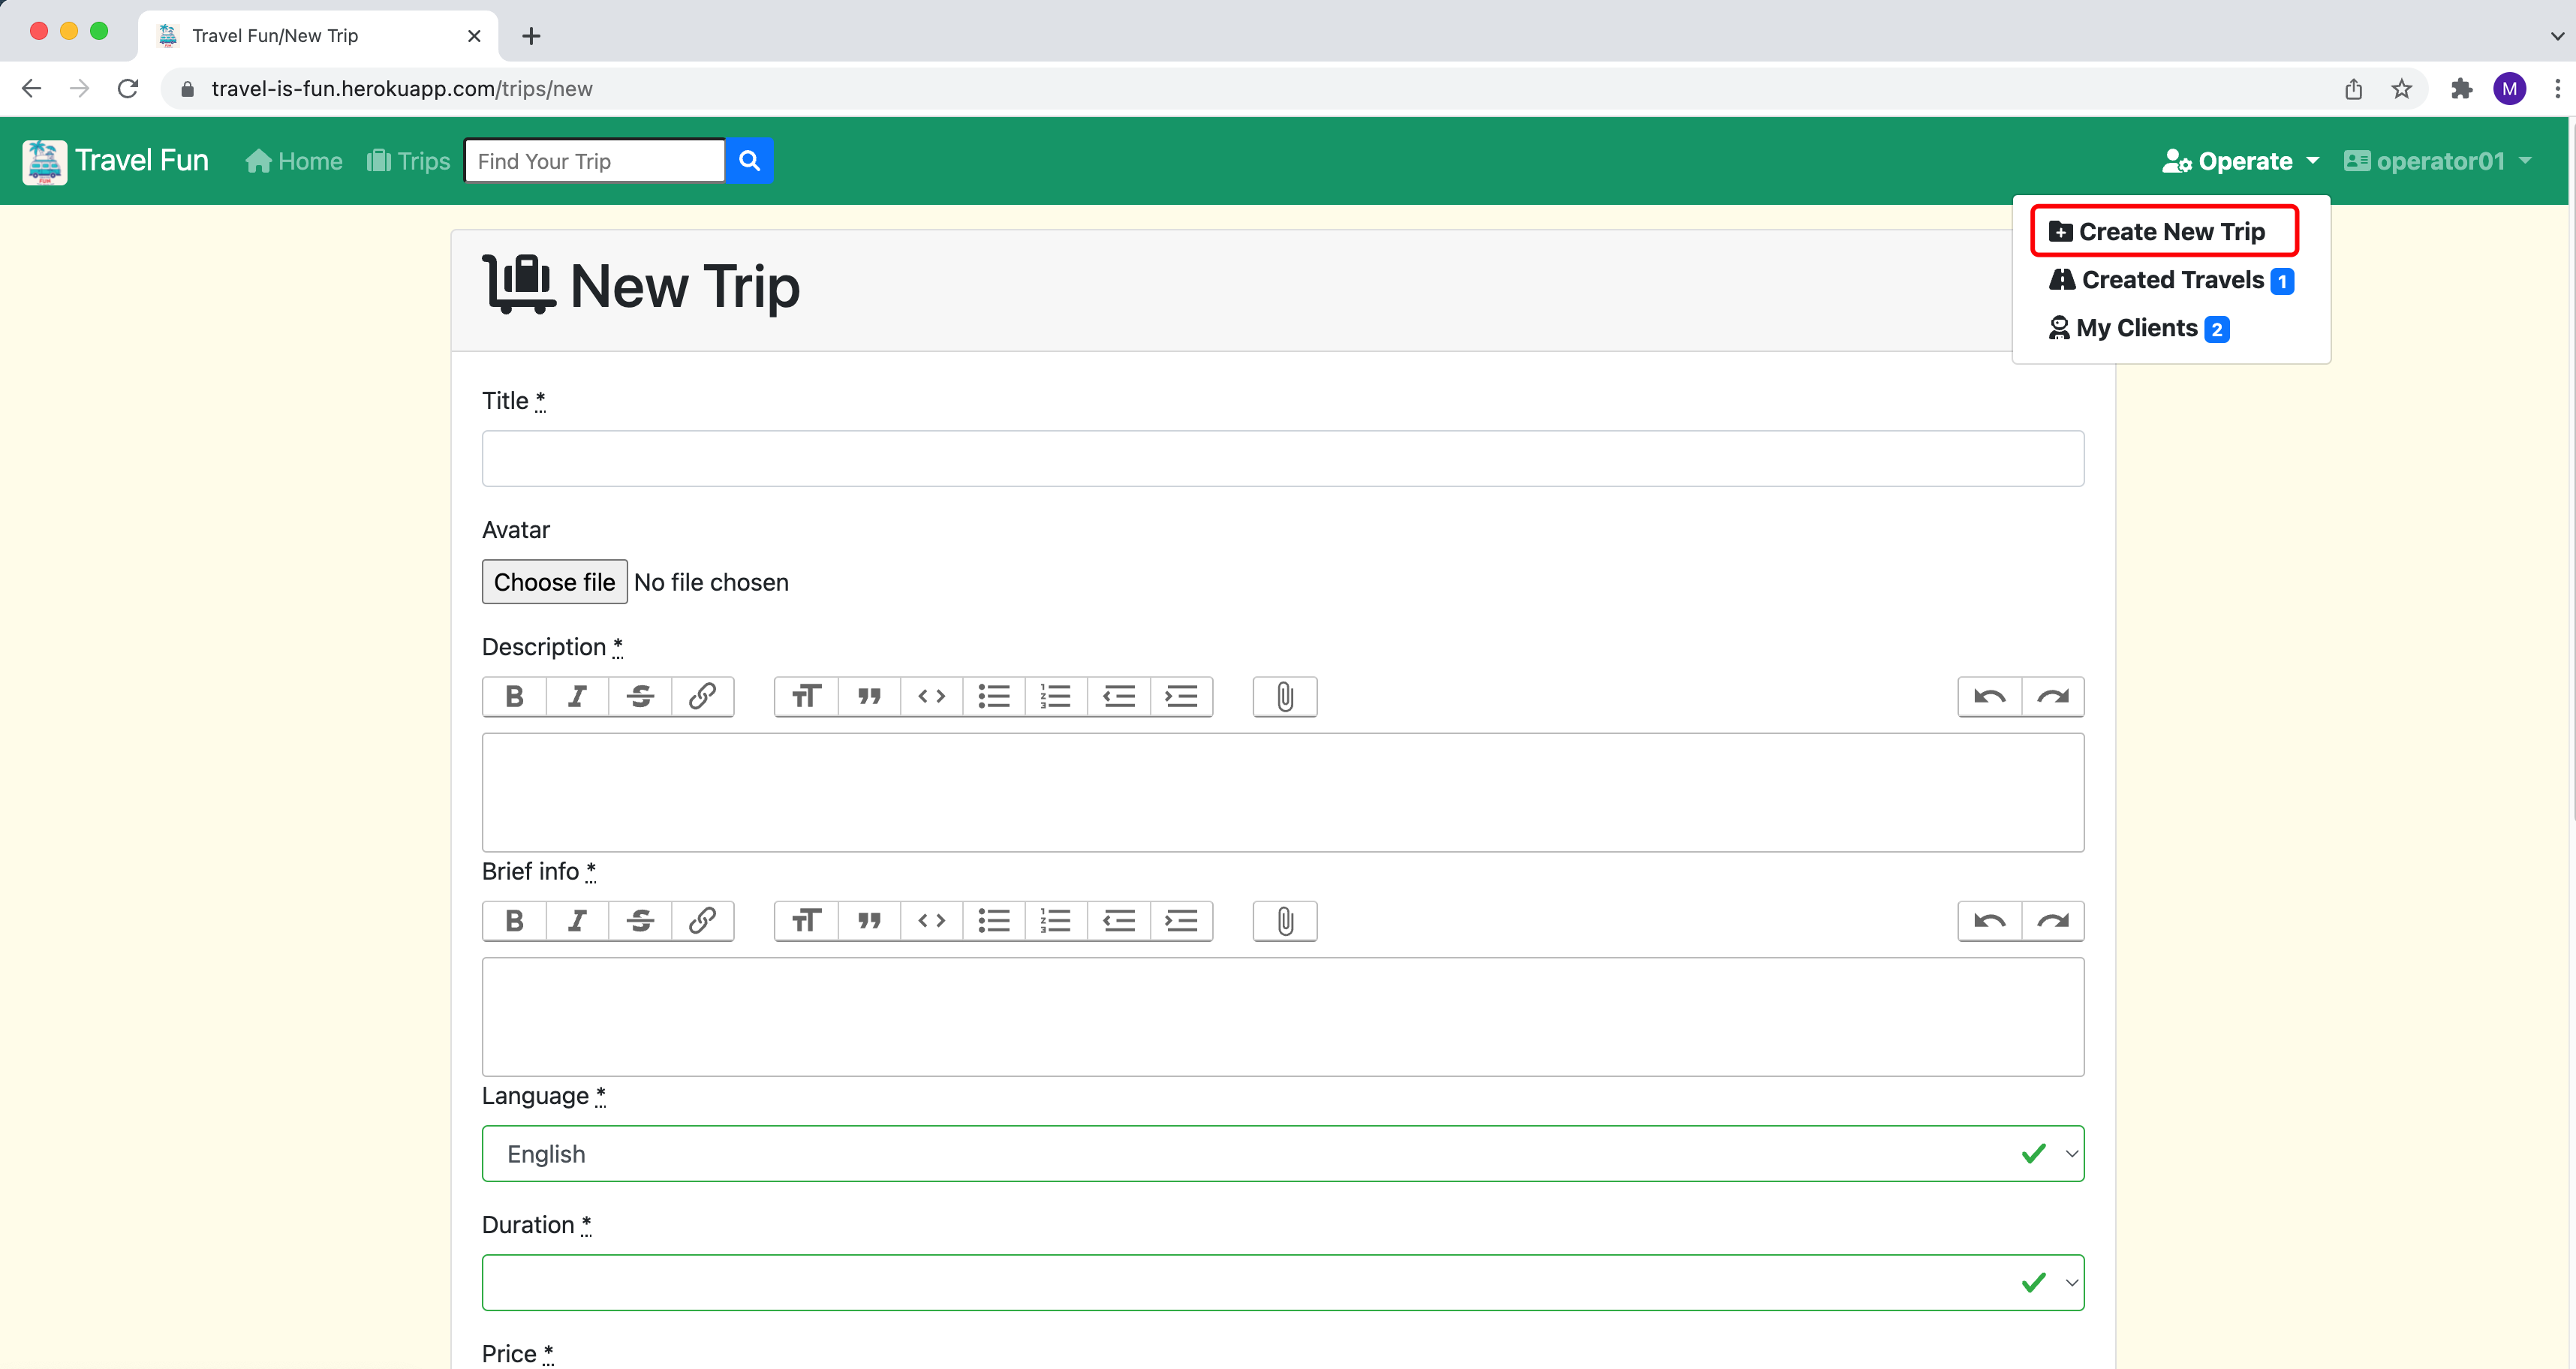 Travel Fun/New Trip
travel-is-fun.herokuapp.com/trips/new
M
Travel Fun
Home
Trips
Find Your Trip
Operate
operator01
Create New Trip
Created Travels 1
My Clients 2
New Trip
Title *
Avatar
Choose file No file chosen
Description *
Brief info *
Language *
English
Duration *
Price *